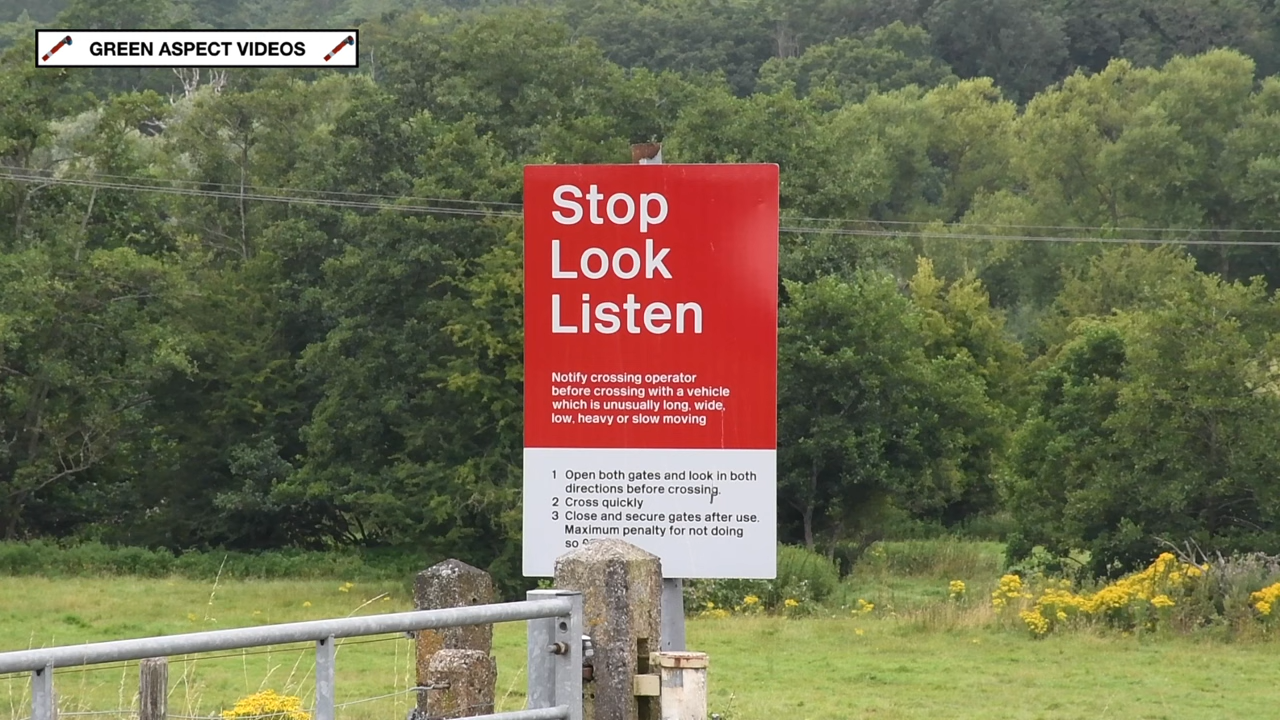 GREEN ASPECT VIDEOS
Stop
Look
Listen
Notify crossing operator
before crossing with a vehicle
which is unusually long, wide,
low, heavy or slow moving
1 Open both gates and look in both
directions before crossing.
2 Cross quickly
3 Close and secure gates after use.
Maximum penalty for not doing
so